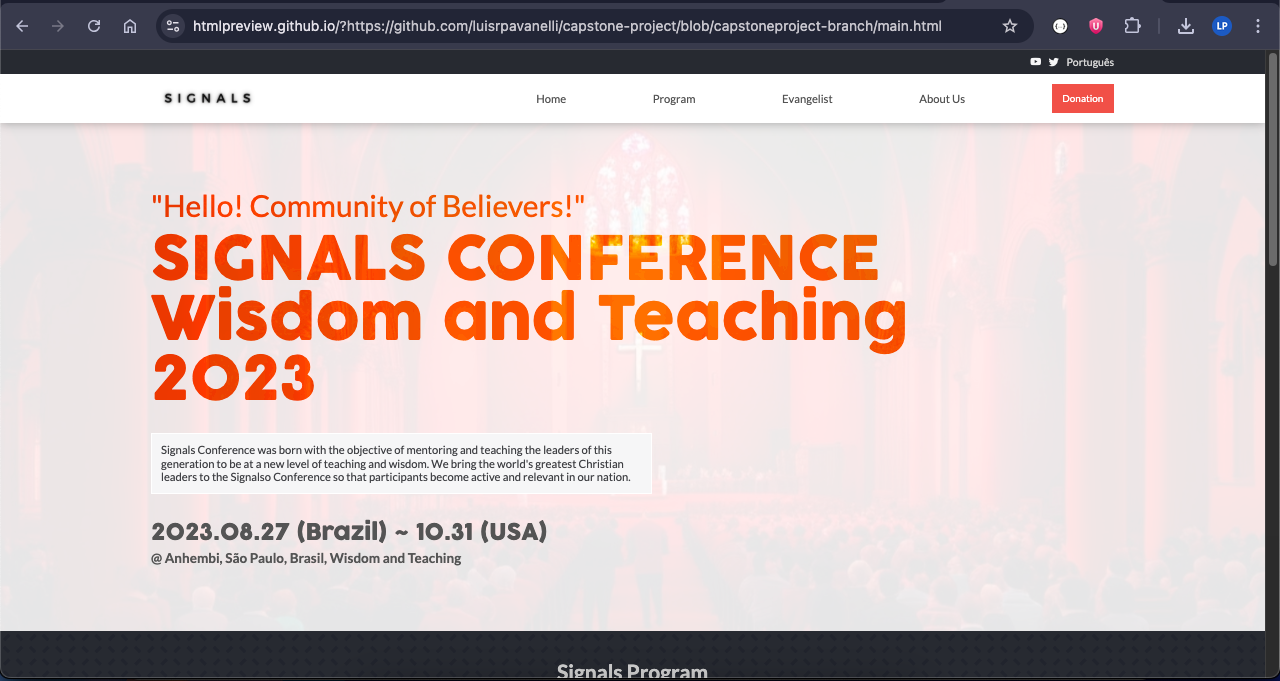 htmlpreview.github.io/?https://github.com/luisrpavanelli/capstone-project/blob/capstoneproject-branch/main.html
LP
Português
SIGNALS
Home
Program
Evangelist
About Us
Donation
"Hello! Community of Believers!"
SIGNALS CONFERENCE
Wisdom and Teaching
2023
Signals Conference was born with the objective of mentoring and teaching the leaders of this
generation to be at a new level of teaching and wisdom. We bring the world's greatest Christian
leaders to the Signalso Conference so that participants become active and relevant in our nation.
2023.08.27 (Brazil) ~ 10.31 (USA)
@ Anhembi, São Paulo, Brasil, Wisdom and Teaching
Signals Program